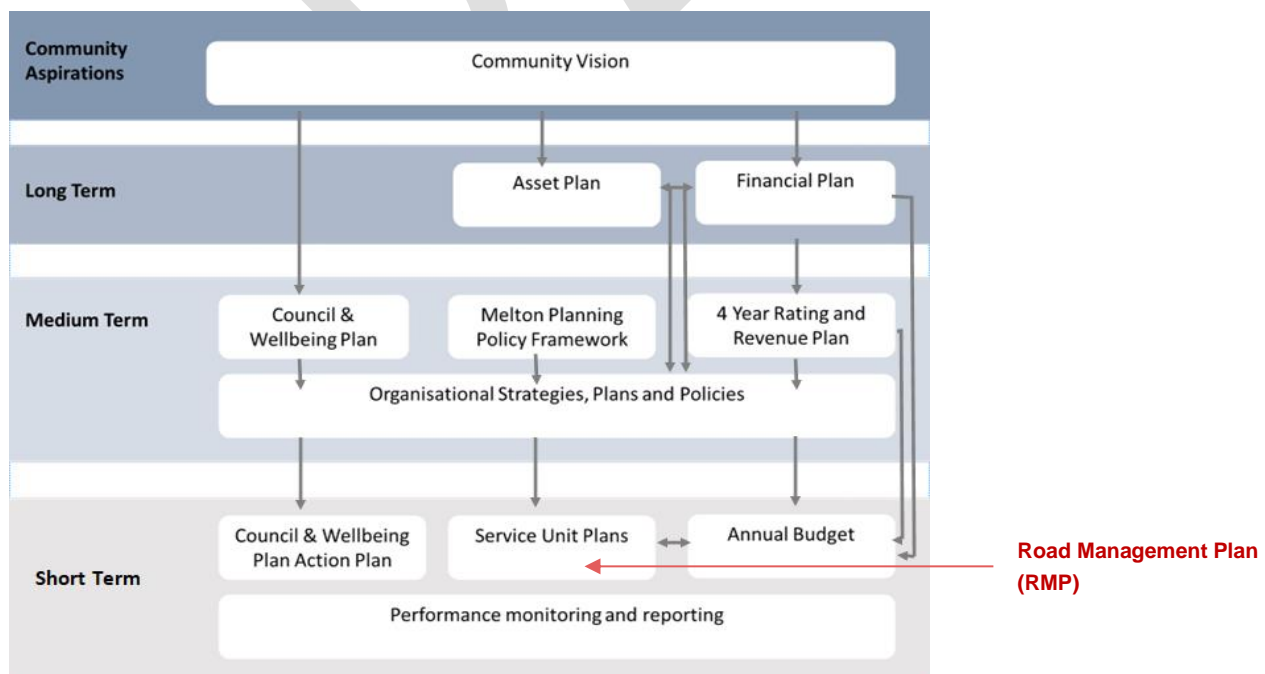 Community
Aspirations
Community Vision
Long Term
Asset Plan
Financial Plan
Medium Term
Council &
Wellbeing Plan
Melton Planning
Policy Framework
4 Year Rating and
Revenue Plan
Organisational Strategies, Plans and Policies
Short Term
Council & Wellbeing
Plan Action Plan
Service Unit Plans
Annual Budget
Road Management Plan
(RMP)
Performance monitoring and reporting